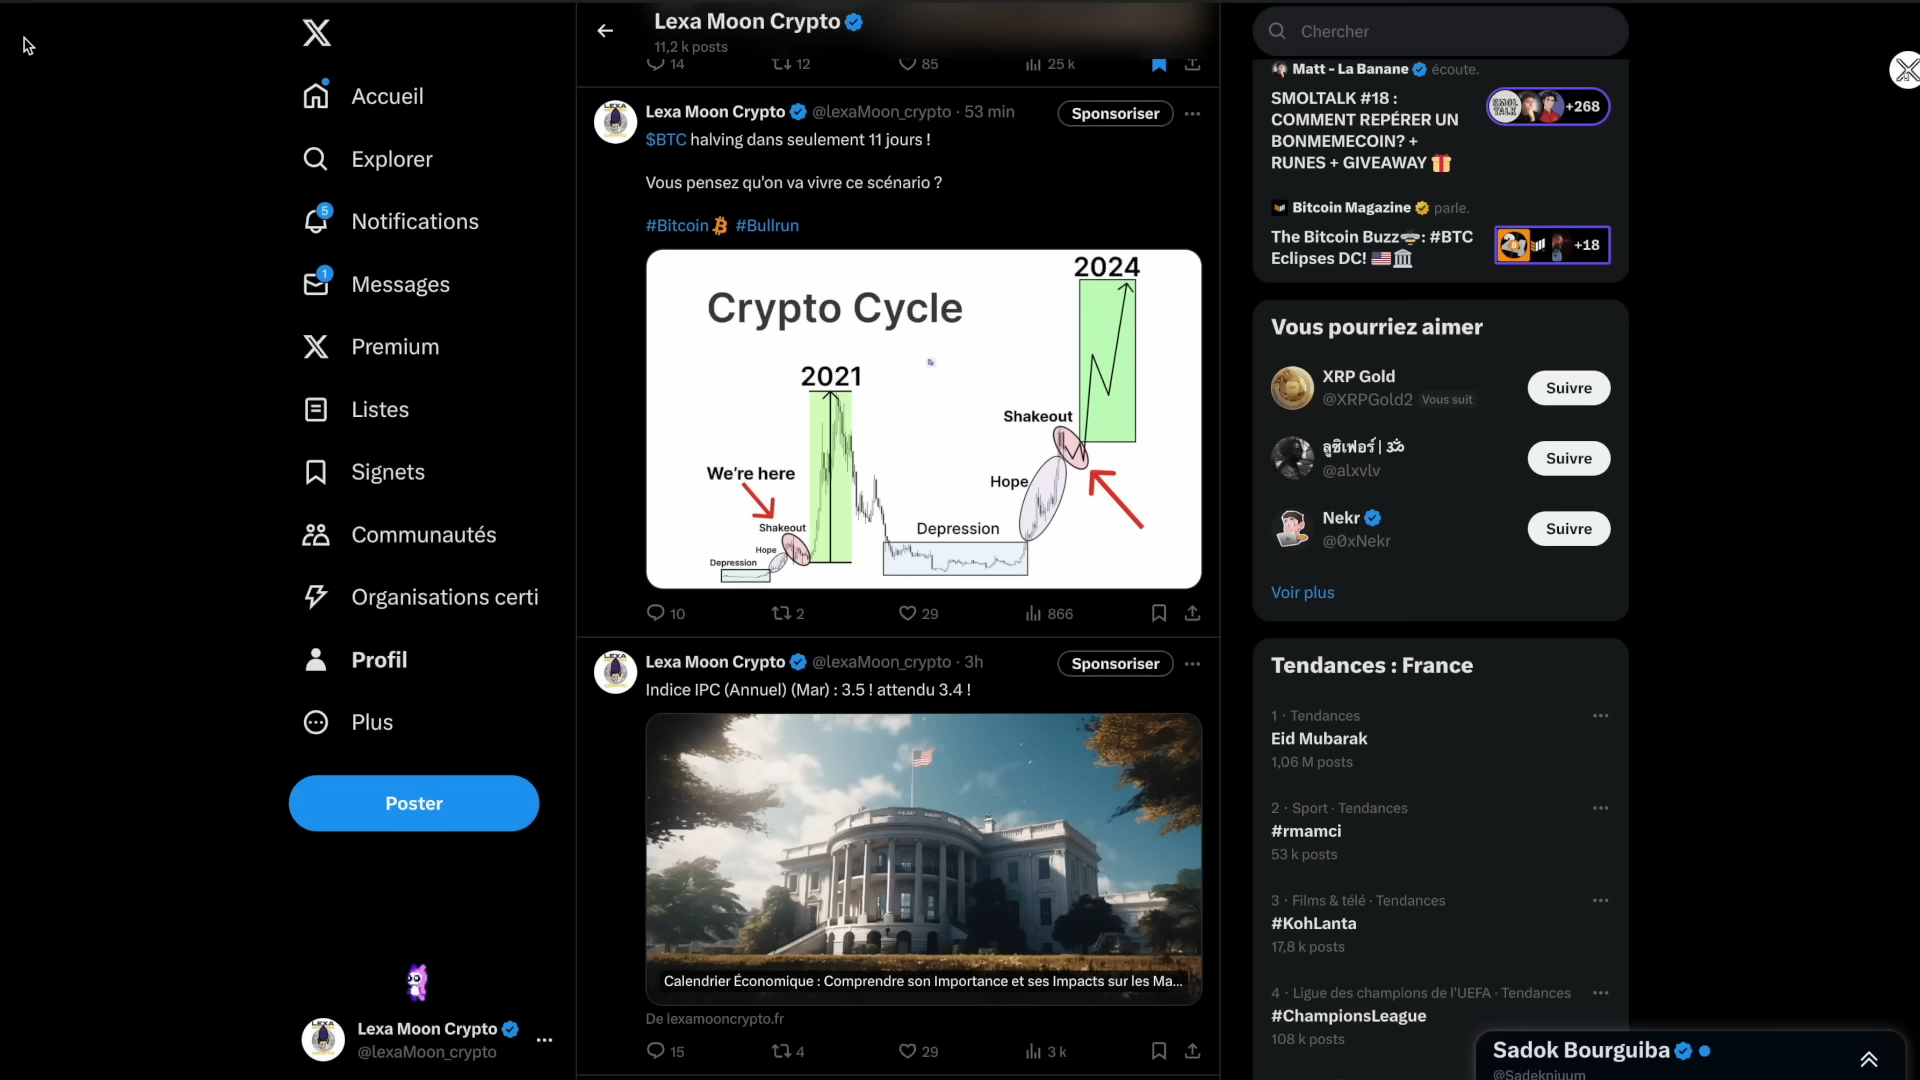 Accueil
Explorer
5
Notifications
1
Messages
Premium
Listes
Signets
Communautés
Organisations certi
Profil
Plus
Poster
Lexa Moon Crypto
@lexaMoon_crypto
Lexa Moon Crypto
11,2 k posts
14
12
85
25 k
Lexa Moon Crypto @lexaMoon_crypto · 53 min
Sponsoriser
$BTC halving dans seulement 11 jours !
Vous pensez qu'on va vivre ce scénario ?
#Bitcoin #Bullrun
Crypto Cycle
2024
2021
Shakeout
We're here
Hope
Shakeout
Depression
Hope
Depression
10
2
29
866
Lexa Moon Crypto @lexaMoon_crypto · 3h
Sponsoriser
Indice IPC (Annuel) (Mar) : 3.5 ! attendu 3.4 !
Calendrier Économique : Comprendre son Importance et ses Impacts sur les Ma...
De lexamooncrypto.fr
15
4
29
3 k
Chercher
Matt - La Banane écoute.
SMOLTALK #18 :
COMMENT REPÉRER UN
BONMEMECOIN? +
RUNES + GIVEAWAY
+268
Bitcoin Magazine parle.
The Bitcoin Buzz: #BTC
Eclipses DC!
+18
Vous pourriez aimer
XRP Gold
@XRPGold2 Vous suit
Suivre
ลูซิเฟอร์ | ॐ
@alxvlv
Suivre
Nekr
@0xNekr
Suivre
Voir plus
Tendances : France
1 · Tendances
Eid Mubarak
1,06 M posts
2 · Sport · Tendances
#rmamci
53 k posts
3 · Films & télé · Tendances
#KohLanta
17,8 k posts
4 · Ligue des champions de l'UEFA · Tendances
#ChampionsLeague
108 k posts
Sadok Bourguiba